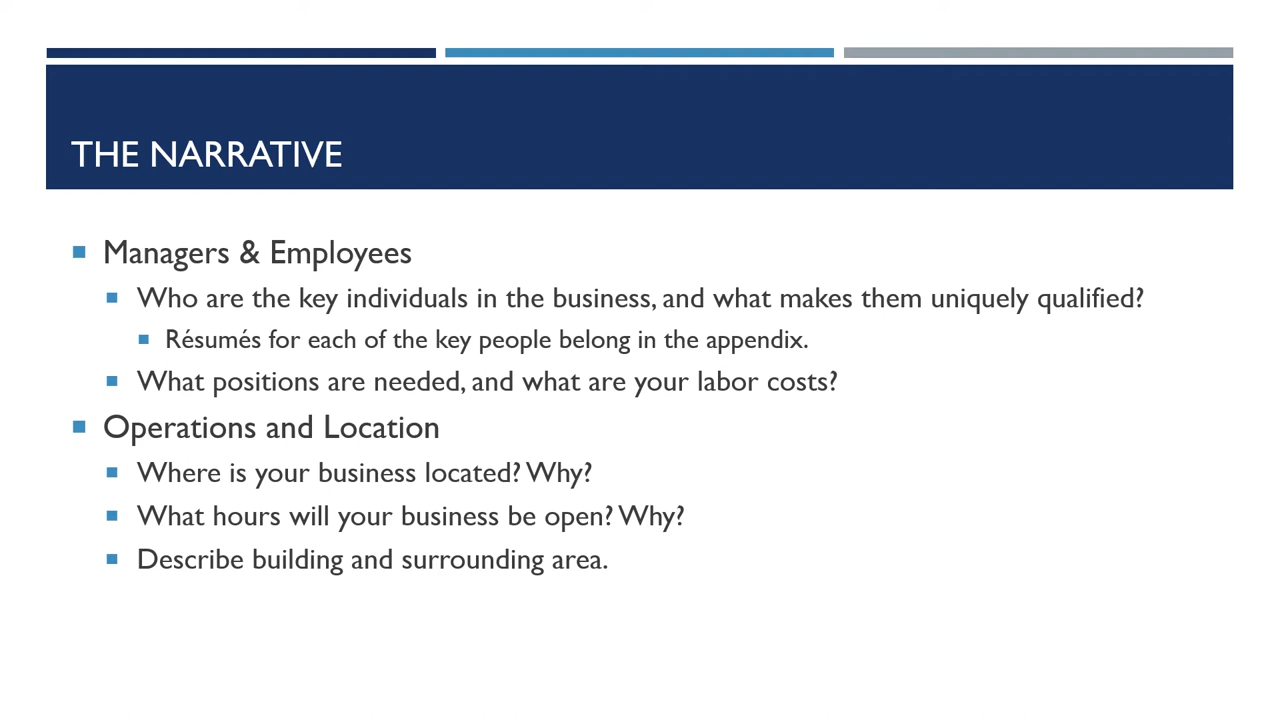 THE NARRATIVE
Managers & Employees
Who are the key individuals in the business, and what makes them uniquely qualified?
Résumés for each of the key people belong in the appendix.
What positions are needed, and what are your labor costs?
Operations and Location
Where is your business located? Why?
What hours will your business be open? Why?
Describe building and surrounding area.